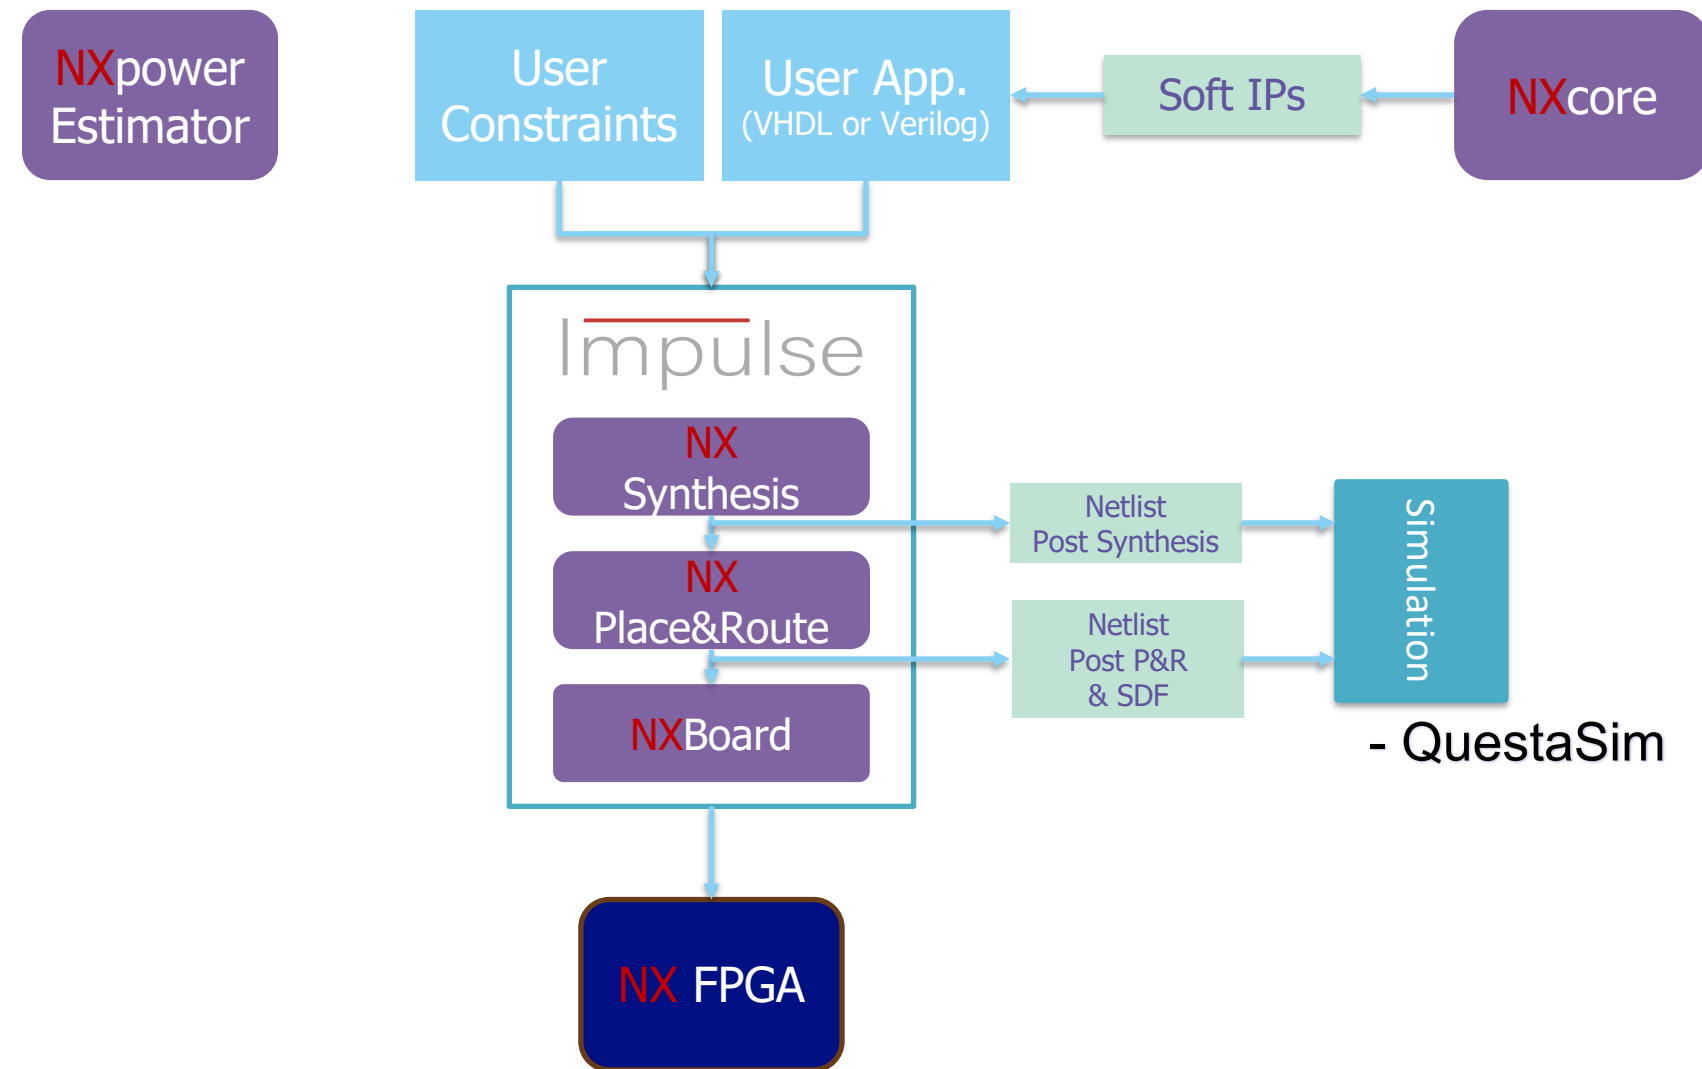 NXpower
Estimator
User
Constraints
User App.
(VHDL or Verilog)
Soft IPs
NXcore
Impulse
NX
Synthesis
Netlist
Post Synthesis
Simulation
NX
Place&Route
Netlist
Post P&R
& SDF
NXBoard
- QuestaSim
NX FPGA